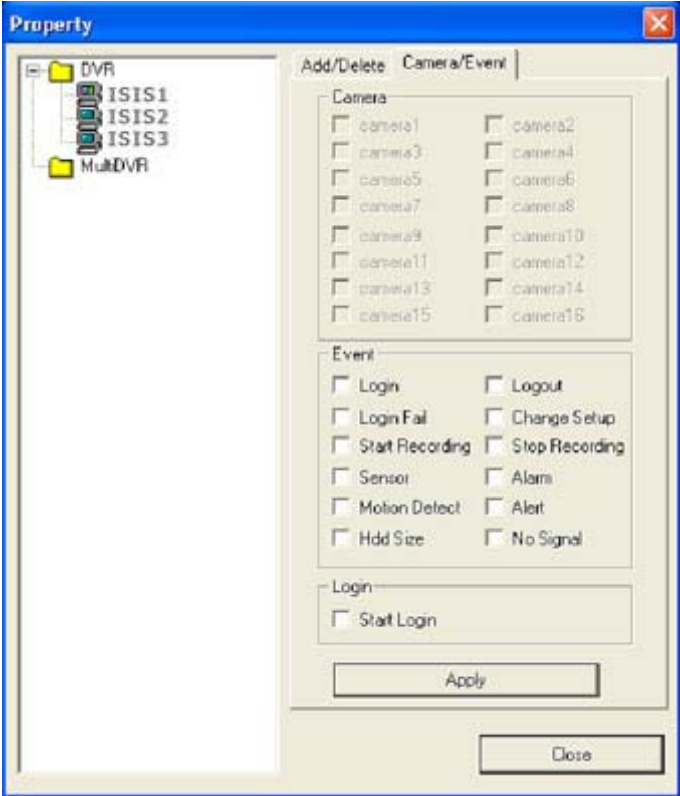 Property
DVR
ISIS1
ISIS2
ISIS3
MultiDVR
Add/Delete Camera/Event
Camera
camera1 camera2
camera3 camera4
camera5 camera6
camera7 camera8
camera9 camera10
camera11 camera12
camera13 camera14
camera15 camera16
Event
Login Logout
Login Fail Change Setup
Start Recording Stop Recording
Sensor Alarm
Motion Detect Alert
Hdd Size No Signal
Login
Start Login
Apply
Close